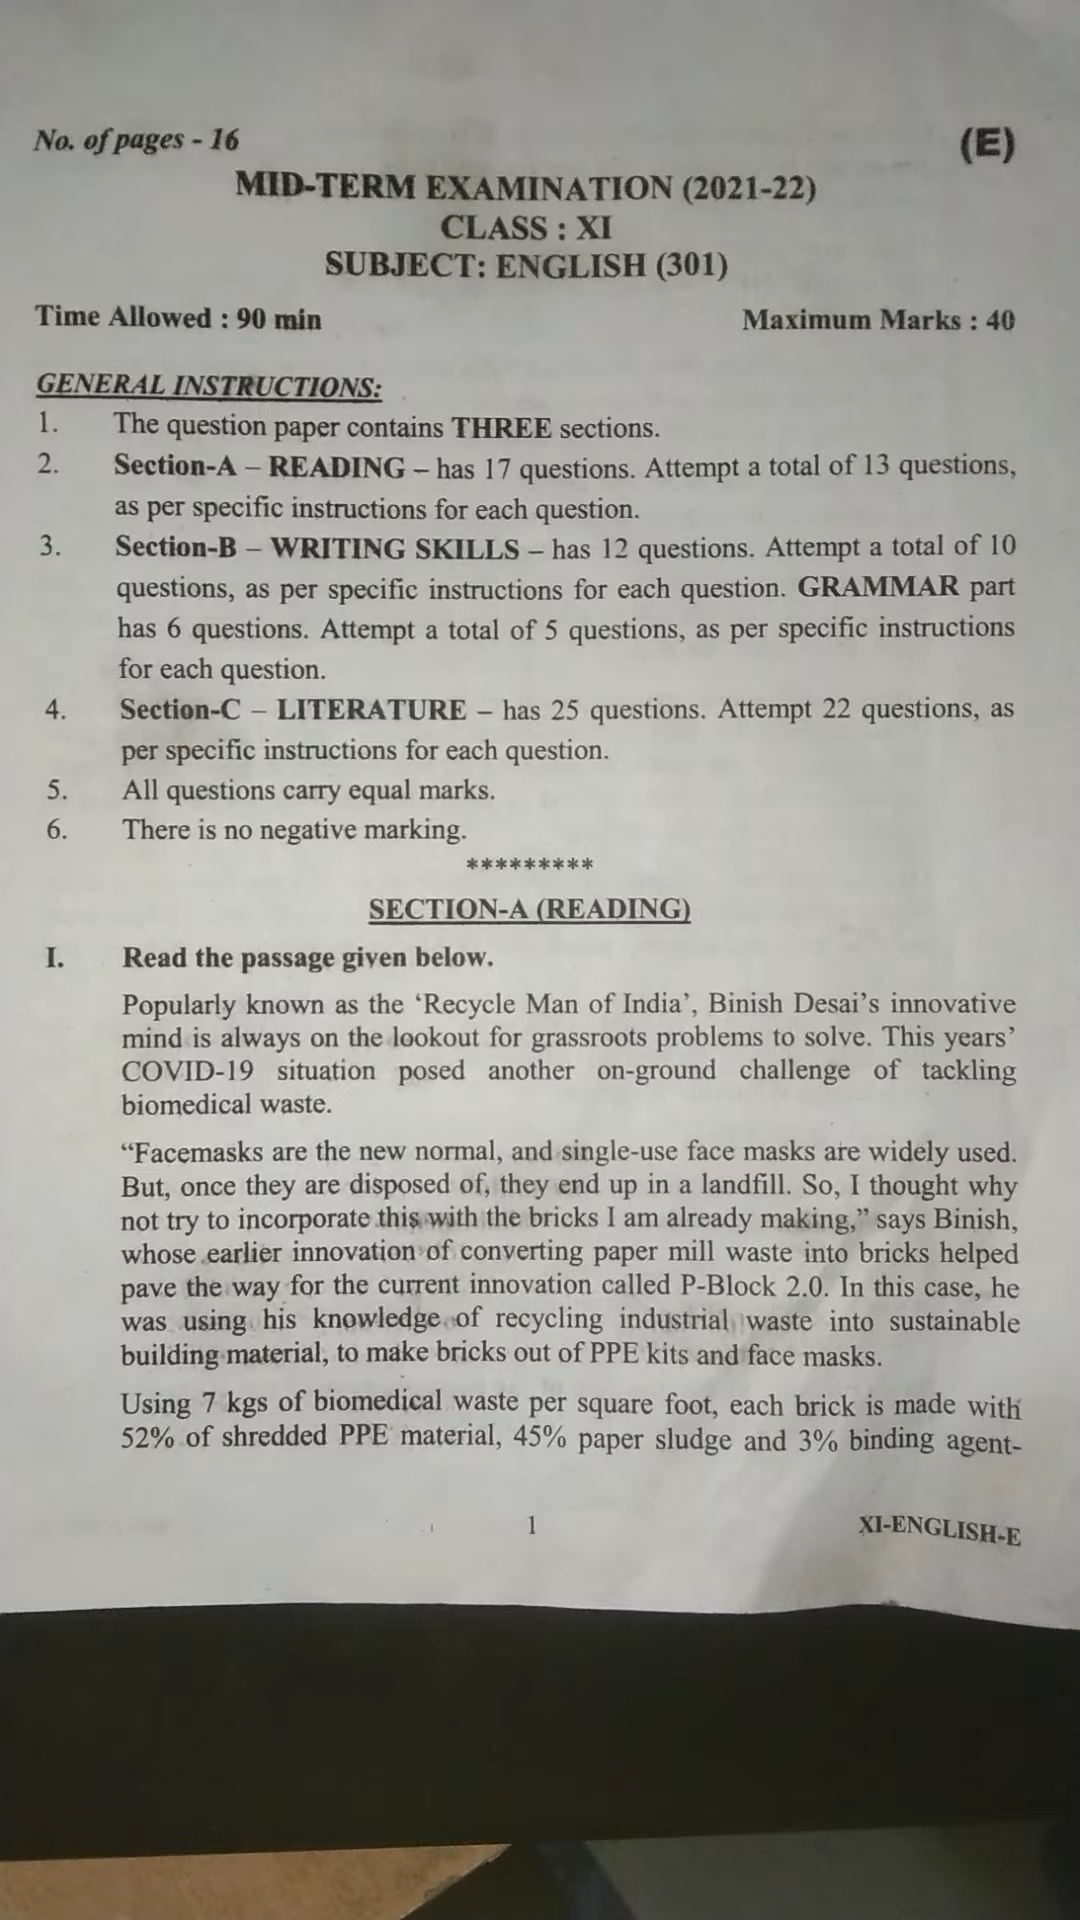 No. of pages - 16
(E)
MID-TERM EXAMINATION (2021-22)
CLASS : XI
SUBJECT: ENGLISH (301)
Time Allowed : 90 min
Maximum Marks : 40
GENERAL INSTRUCTIONS:
1. The question paper contains THREE sections.
2. Section-A – READING – has 17 questions. Attempt a total of 13 questions,
as per specific instructions for each question.
3. Section-B – WRITING SKILLS – has 12 questions. Attempt a total of 10
questions, as per specific instructions for each question. GRAMMAR part
has 6 questions. Attempt a total of 5 questions, as per specific instructions
for each question.
4. Section-C – LITERATURE – has 25 questions. Attempt 22 questions, as
per specific instructions for each question.
5. All questions carry equal marks.
6. There is no negative marking.
*********
SECTION-A (READING)
I. Read the passage given below.
Popularly known as the ‘Recycle Man of India’, Binish Desai’s innovative
mind is always on the lookout for grassroots problems to solve. This years’
COVID-19 situation posed another on-ground challenge of tackling
biomedical waste.
“Facemasks are the new normal, and single-use face masks are widely used.
But, once they are disposed of, they end up in a landfill. So, I thought why
not try to incorporate this with the bricks I am already making,” says Binish,
whose earlier innovation of converting paper mill waste into bricks helped
pave the way for the current innovation called P-Block 2.0. In this case, he
was using his knowledge of recycling industrial waste into sustainable
building material, to make bricks out of PPE kits and face masks.
Using 7 kgs of biomedical waste per square foot, each brick is made with
52% of shredded PPE material, 45% paper sludge and 3% binding agent-
1
XI-ENGLISH-E